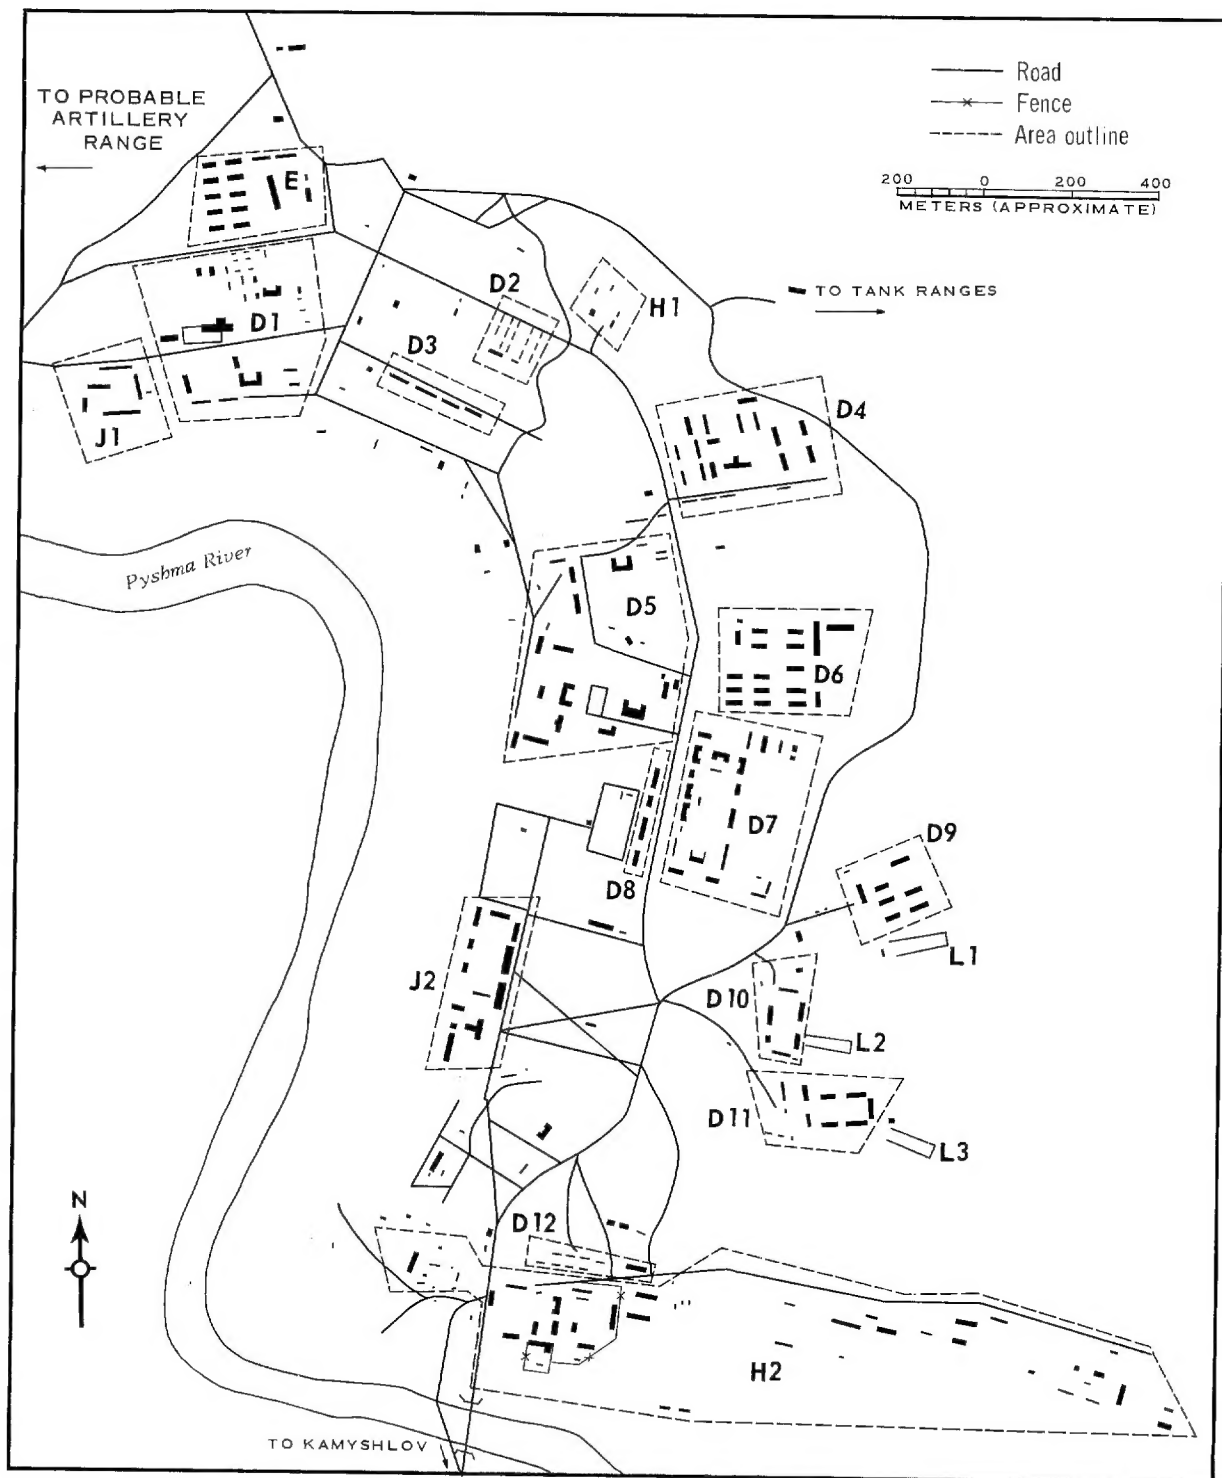 TO PROBABLE
ARTILLERY
RANGE
Road
Fence
Area outline
200 0 200 400
METERS (APPROXIMATE)
E
D2
H1
TO TANK RANGES
D1
D3
J1
D4
Pyshma River
D5
D6
D7
D8
D9
L1
J2
D10
L2
D11
L3
N
D12
H2
TO KAMYSHLOV